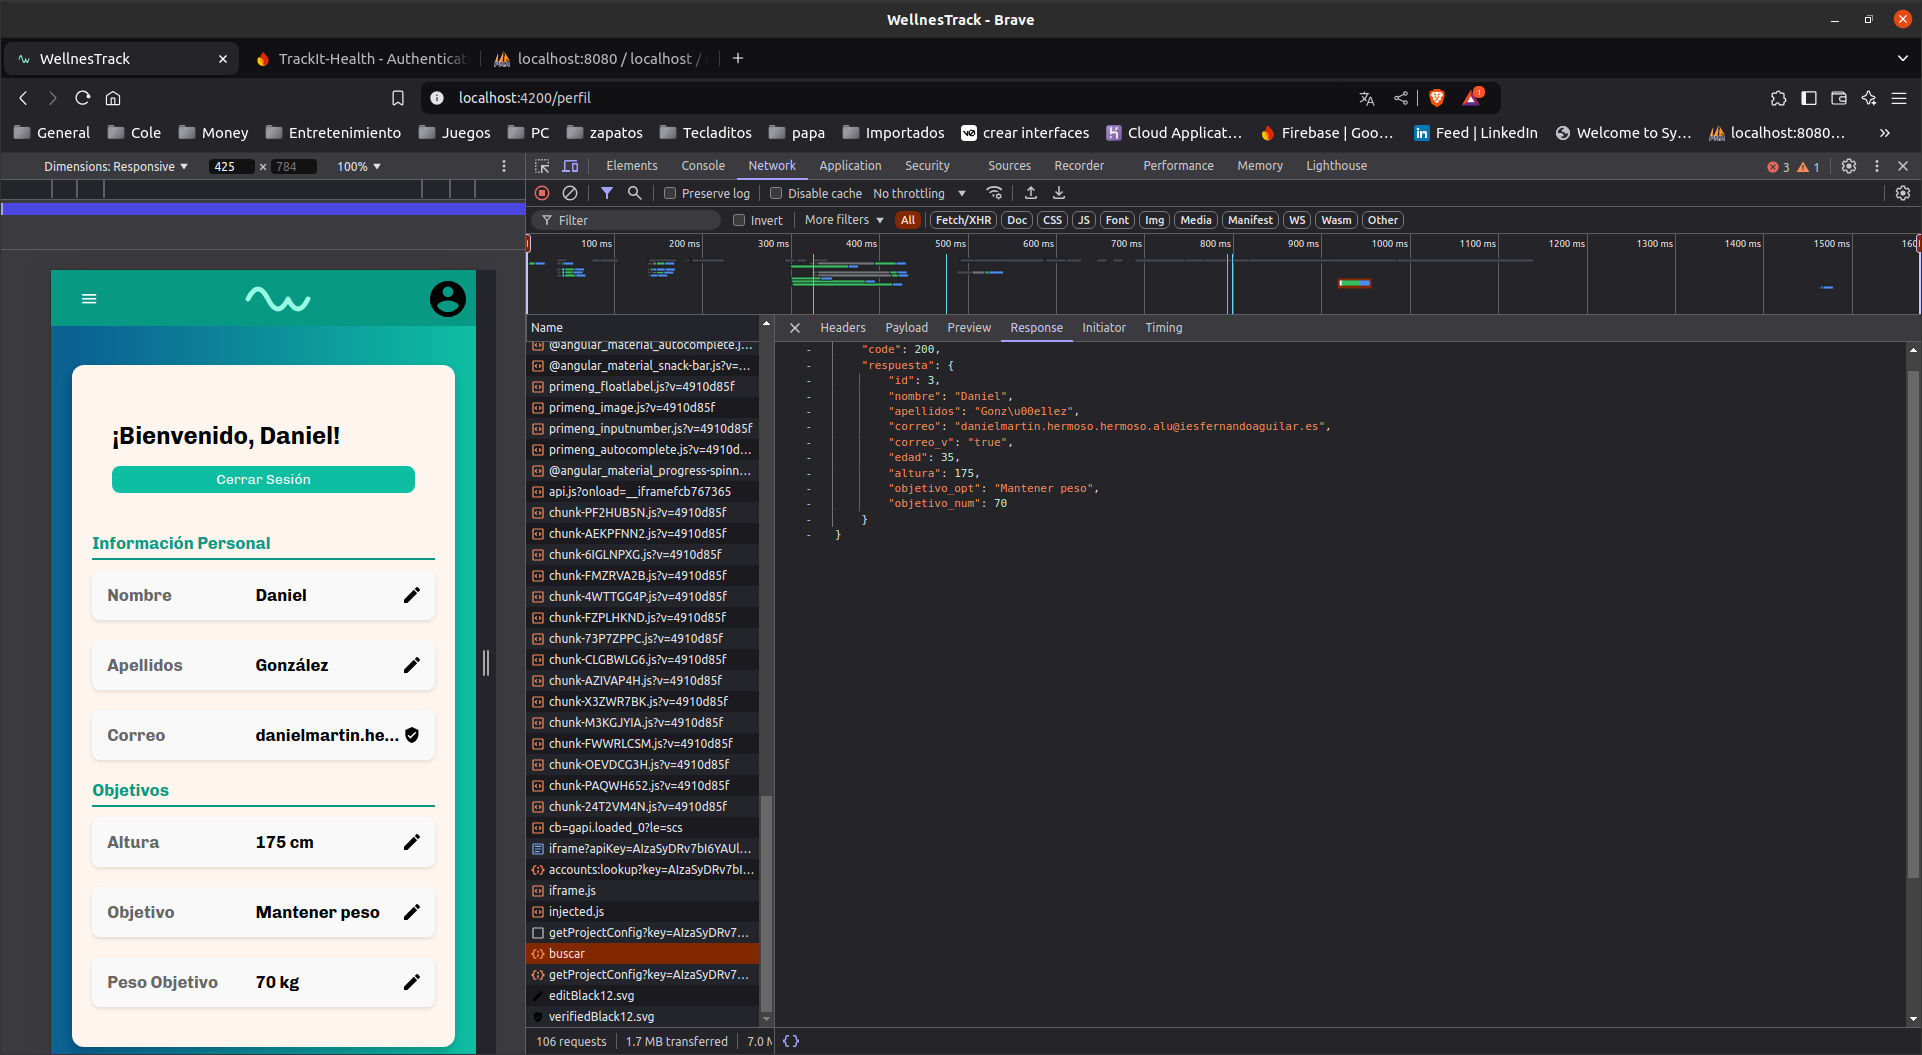 WellnesTrack - Brave
WellnesTrack
TrackIt-Health - Authenticat
localhost:8080 / localhost /
localhost:4200/perfil
General
Cole
Money
Entretenimiento
Juegos
PC
zapatos
Tecladitos
papa
Importados
crear interfaces
Cloud Applicat...
Firebase | Goo...
Feed | LinkedIn
Welcome to Sy...
localhost:8080...
Dimensions: Responsive
425 × 784
100%
Elements
Console
Network
Application
Security
Sources
Recorder
Performance
Memory
Lighthouse
3
1
Preserve log
Disable cache
No throttling
Filter
Invert
More filters
All
Fetch/XHR
Doc
CSS
JS
Font
Img
Media
Manifest
WS
Wasm
Other
100 ms
200 ms
300 ms
400 ms
500 ms
600 ms
700 ms
800 ms
900 ms
1000 ms
1100 ms
1200 ms
1300 ms
1400 ms
1500 ms
¡Bienvenido, Daniel!
Cerrar Sesión
Información Personal
Nombre Daniel
Apellidos González
Correo danielmartin.he...
Objetivos
Altura 175 cm
Objetivo Mantener peso
Peso Objetivo 70 kg
Name
@angular_material_autocomplete.j...
@angular_material_snack-bar.js?v=...
primeng_floatlabel.js?v=4910d85f
primeng_image.js?v=4910d85f
primeng_inputnumber.js?v=4910d85f
primeng_autocomplete.js?v=4910d...
@angular_material_progress-spinn...
api.js?onload=__iframefcb767365
chunk-PF2HUB5N.js?v=4910d85f
chunk-AEKPFNN2.js?v=4910d85f
chunk-6IGLNPXG.js?v=4910d85f
chunk-FMZRVA2B.js?v=4910d85f
chunk-4WTTGG4P.js?v=4910d85f
chunk-FZPLHKND.js?v=4910d85f
chunk-73P7ZPPC.js?v=4910d85f
chunk-CLGBWLG6.js?v=4910d85f
chunk-AZIVAP4H.js?v=4910d85f
chunk-X3ZWR7BK.js?v=4910d85f
chunk-M3KGJYIA.js?v=4910d85f
chunk-FWWRLCSM.js?v=4910d85f
chunk-OEVDCG3H.js?v=4910d85f
chunk-PAQWH652.js?v=4910d85f
chunk-24T2VM4N.js?v=4910d85f
cb=gapi.loaded_0?le=scs
iframe?apiKey=AIzaSyDRv7bI6YAUl...
accounts:lookup?key=AIzaSyDRv7bI...
iframe.js
injected.js
getProjectConfig?key=AIzaSyDRv7...
buscar
getProjectConfig?key=AIzaSyDRv7...
editBlack12.svg
verifiedBlack12.svg
106 requests
1.7 MB transferred
Headers
Payload
Preview
Response
Initiator
Timing
"code": 200,
"respuesta": {
"id": 3,
"nombre": "Daniel",
"apellidos": "Gonz\u00e1lez",
"correo": "danielmartin.hermoso.hermoso.alu@iesfernandoaguilar.es",
"correo_v": "true",
"edad": 35,
"altura": 175,
"objetivo_opt": "Mantener peso",
"objetivo_num": 70
}
}